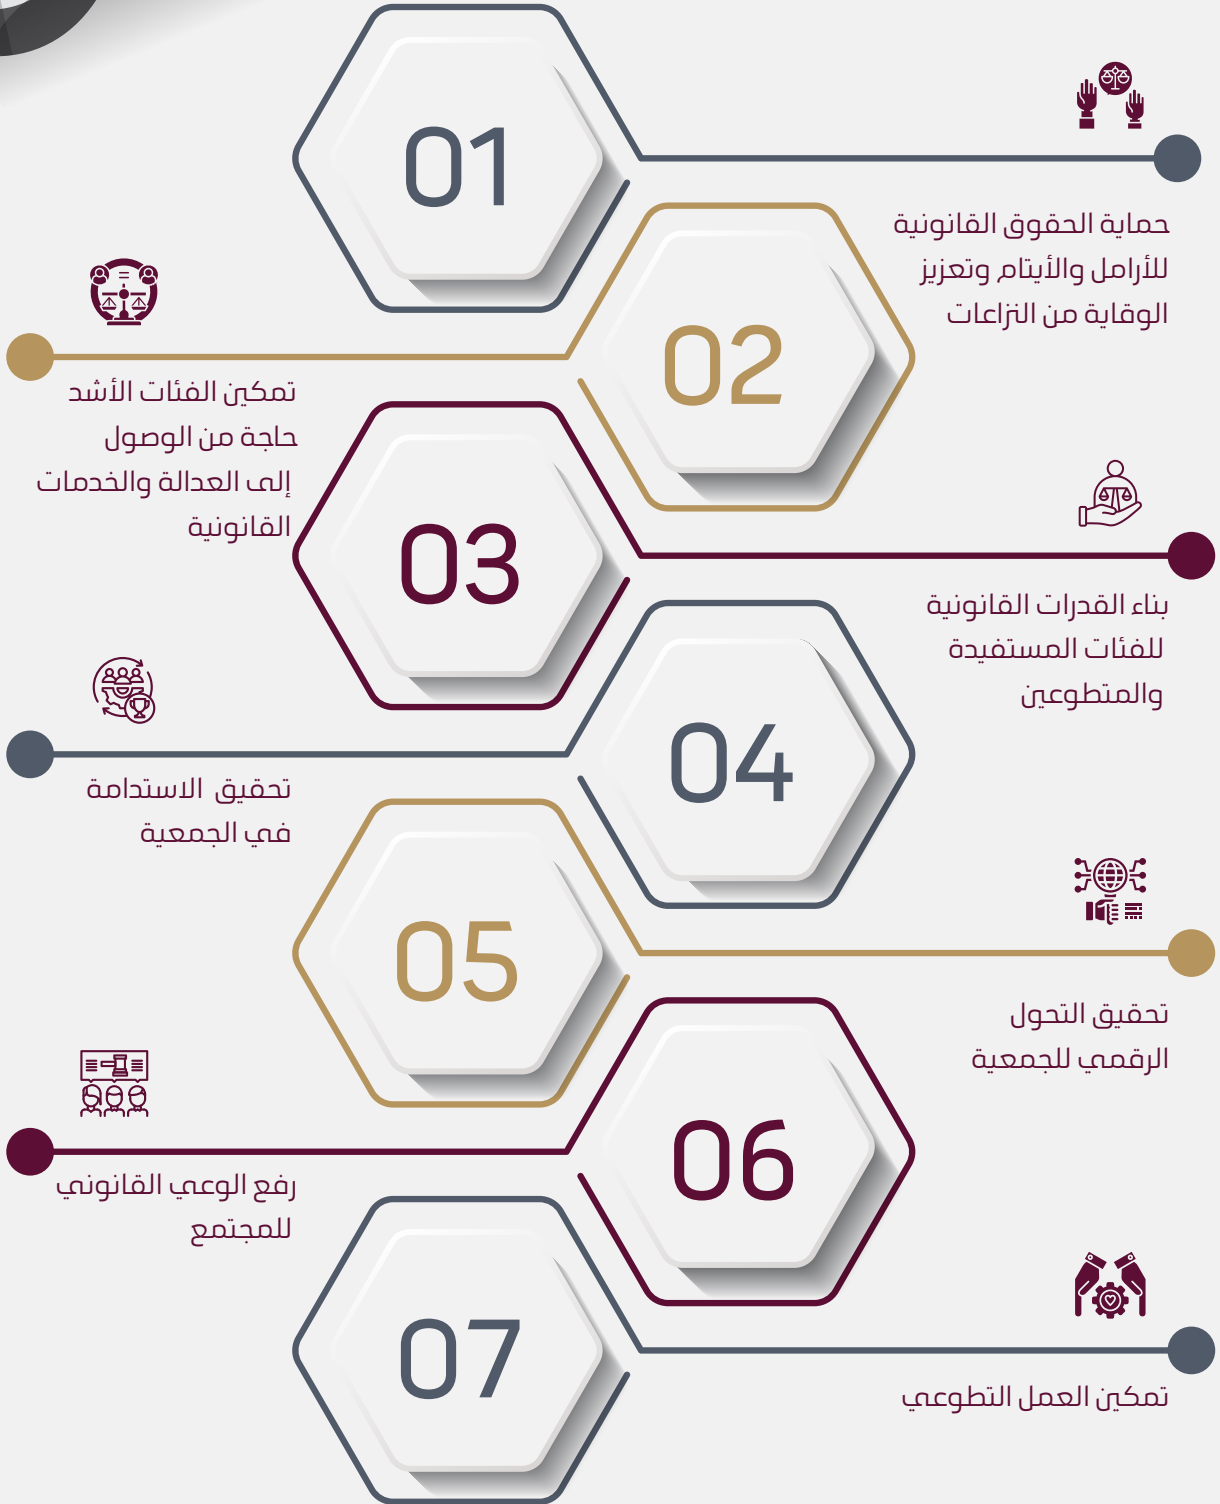 01
حماية الحقوق القانونية
للأرامل والأيتام وتعزيز
الوقاية من النزاعات
02
تمكين الفئات الأشد
حاجة من الوصول
إلى العدالة والخدمات
القانونية
03
بناء القدرات القانونية
للفئات المستفيدة
والمتطوعين
04
تحقيق الاستدامة
في الجمعية
05
تحقيق التحول
الرقمي للجمعية
06
رفع الوعي القانوني
للمجتمع
07
تمكين العمل التطوعي